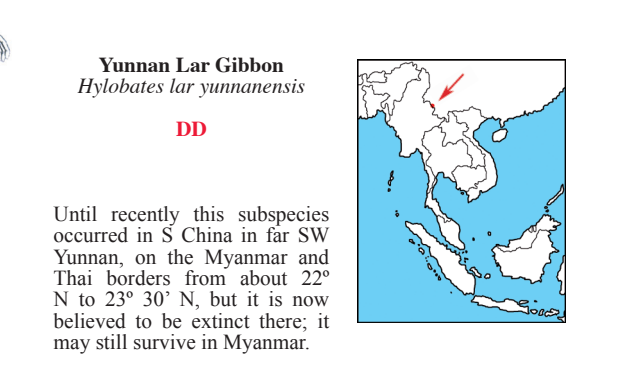 Yunnan Lar Gibbon
Hylobates lar yunnanensis
DD
Until recently this subspecies
occurred in S China in far SW
Yunnan, on the Myanmar and
Thai borders from about 22º
N to 23º 30’ N, but it is now
believed to be extinct there; it
may still survive in Myanmar.